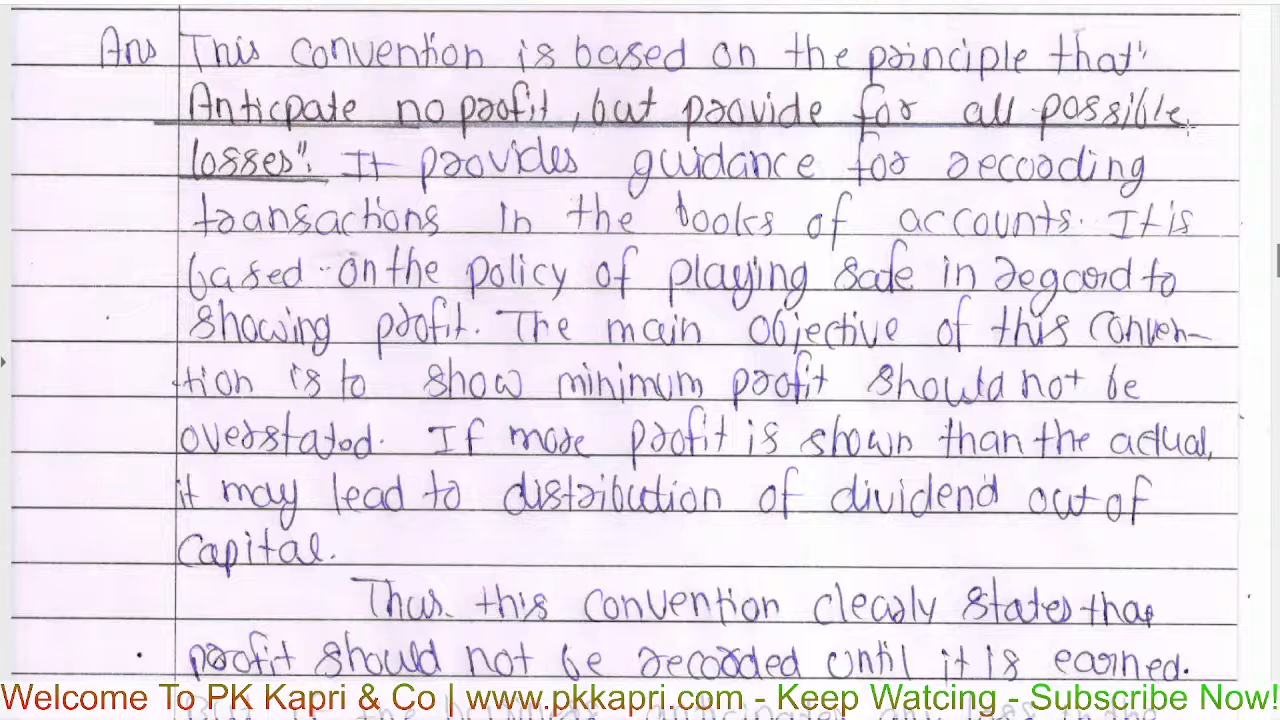 Ans This convention is based on the principle that"
Anticpate no profit, but provide for all possible
losses". It provides guidance for recording
transactions in the books of accounts. It is
based on the policy of playing safe in regard to
showing profit. The main objective of this conven-
tion is to show minimum profit should not be
overstated. If more profit is shown than the actual,
it may lead to distribution of dividend out of
capital.
Thus this convention clearly states that
profit should not be recorded until it is earned.
Welcome To PK Kapri & Co | www.pkkapri.com - Keep Watcing - Subscribe Now!